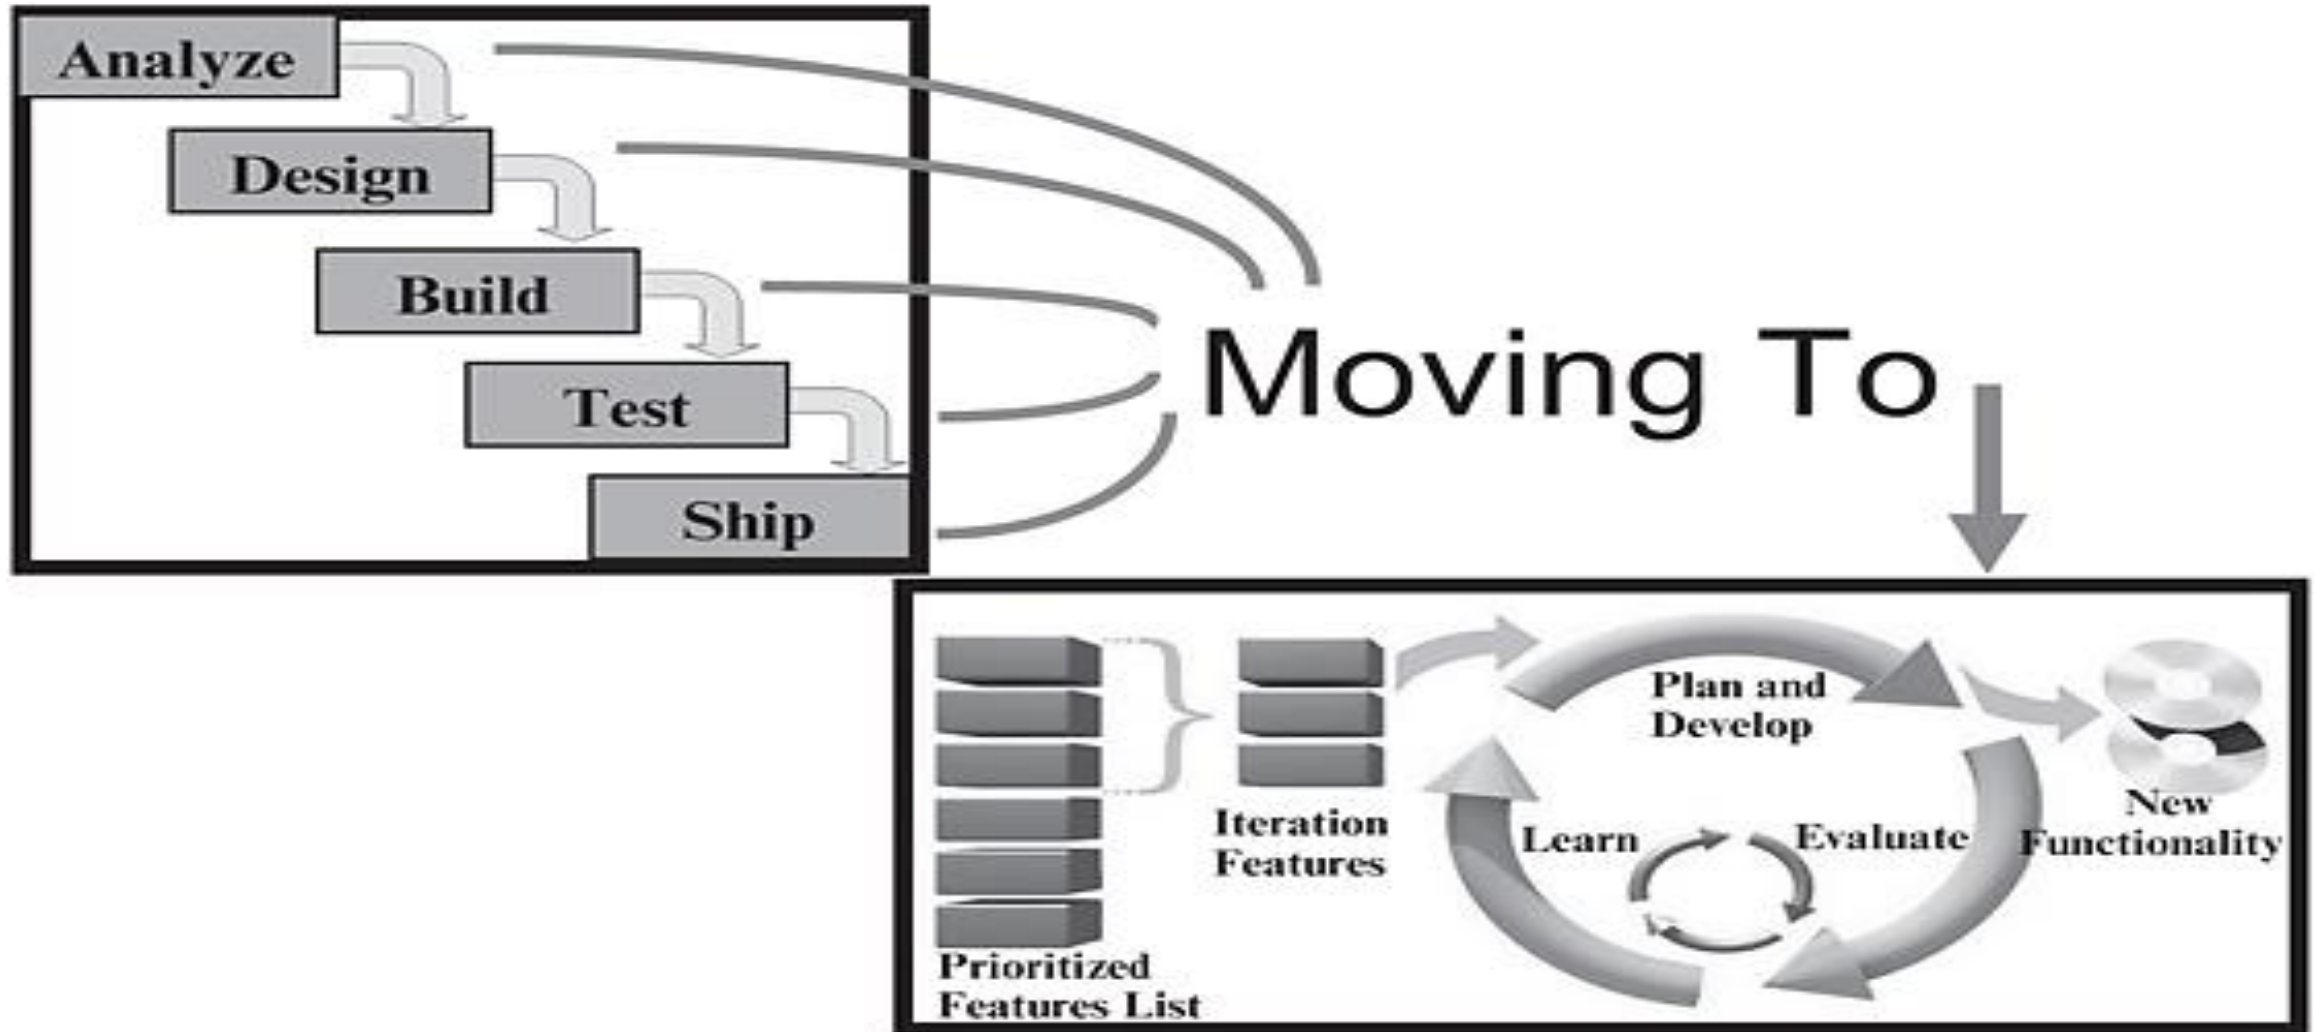 Analyze
Design
Build
Test
Ship
Moving To
Plan and
Develop
Learn
Evaluate
New
Functionality
Iteration
Features
Prioritized
Features List